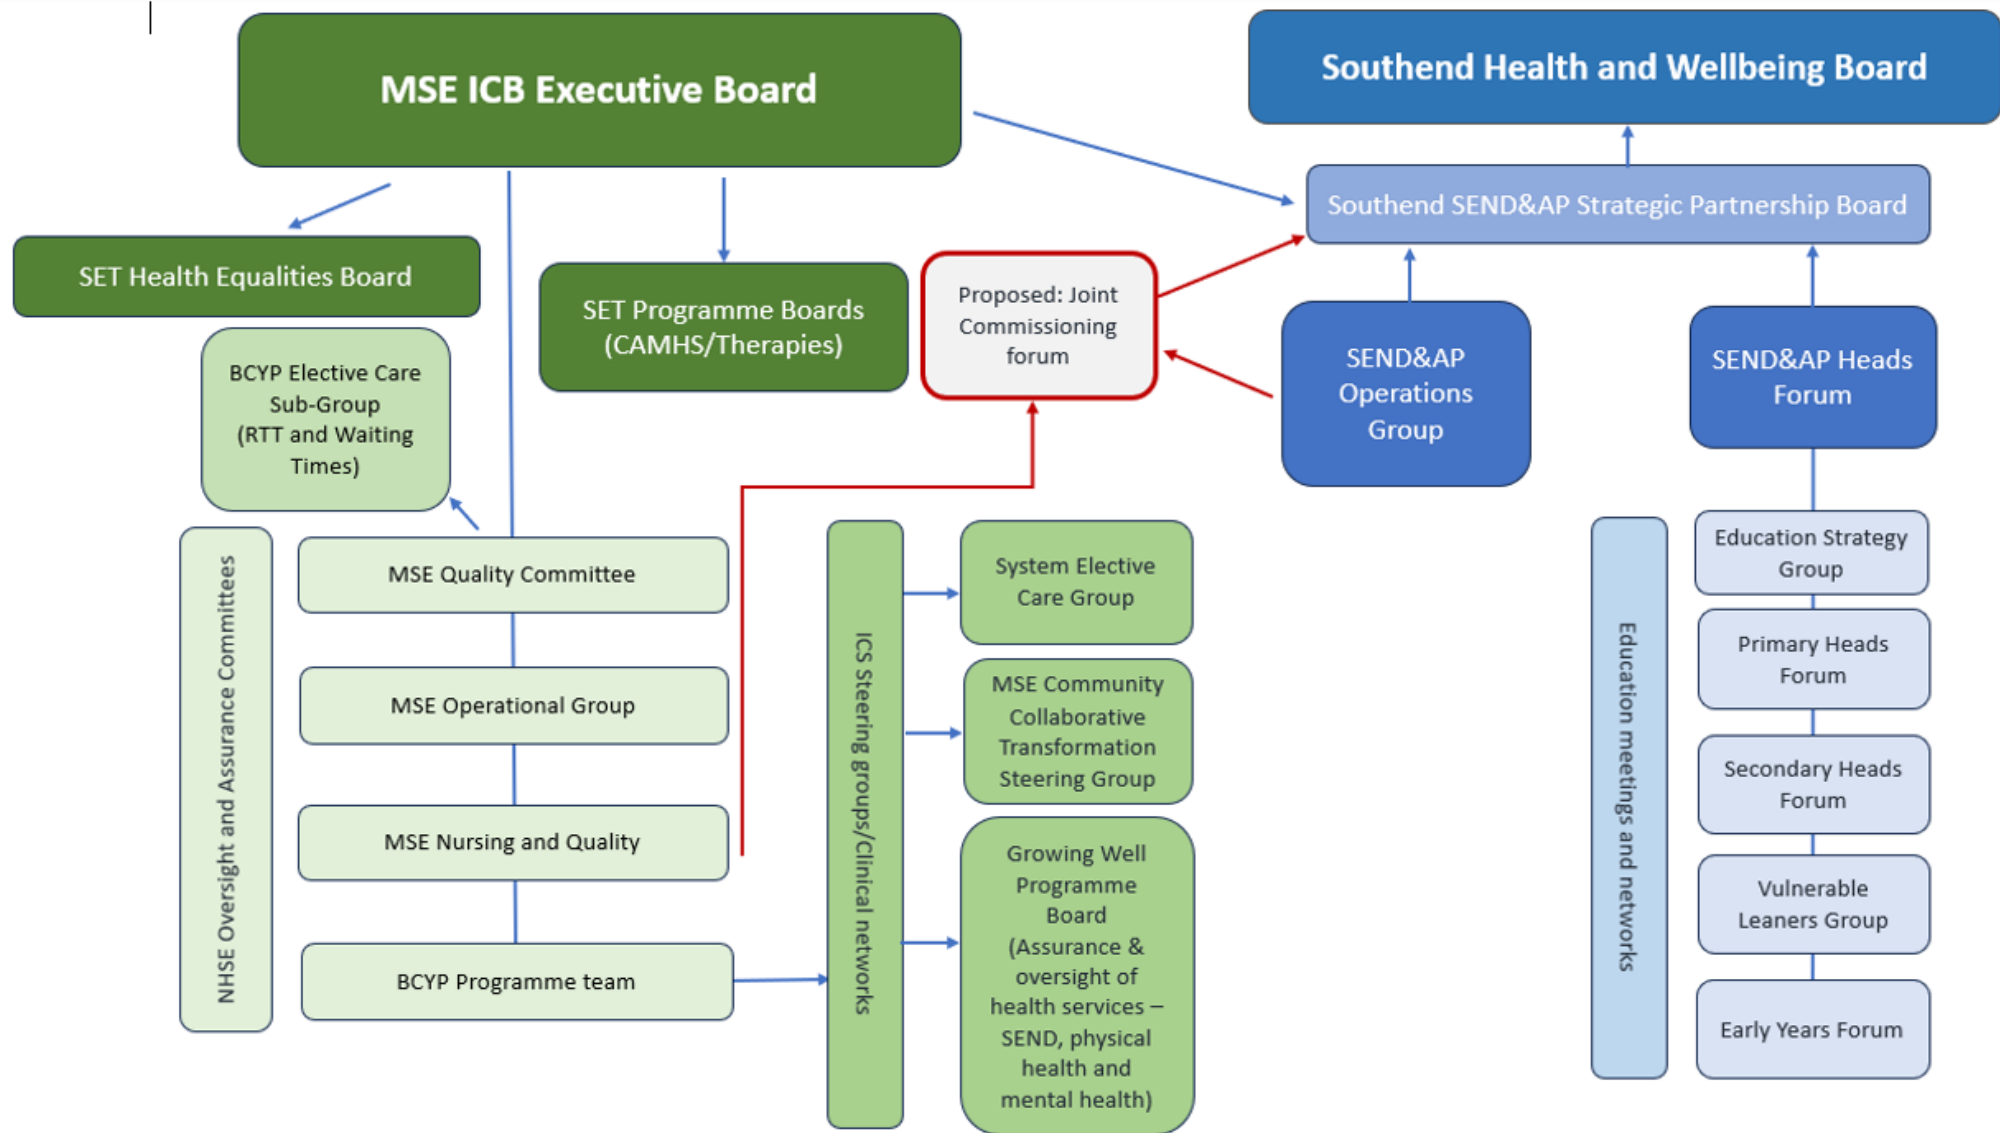 MSE ICB Executive Board
Southend Health and Wellbeing Board
Southend SEND&AP Strategic Partnership Board
SET Health Equalities Board
SET Programme Boards
(CAMHS/Therapies)
Proposed: Joint
Commissioning
forum
SEND&AP
Operations
Group
SEND&AP Heads
Forum
BCYP Elective Care
Sub-Group
(RTT and Waiting
Times)
NHSE Oversight and Assurance Committees
MSE Quality Committee
MSE Operational Group
MSE Nursing and Quality
BCYP Programme team
ICS Steering groups/Clinical networks
System Elective
Care Group
MSE Community
Collaborative
Transformation
Steering Group
Growing Well
Programme
Board
(Assurance &
oversight of
health services –
SEND, physical
health and
mental health)
Education meetings and networks
Education Strategy
Group
Primary Heads
Forum
Secondary Heads
Forum
Vulnerable
Leaners Group
Early Years Forum